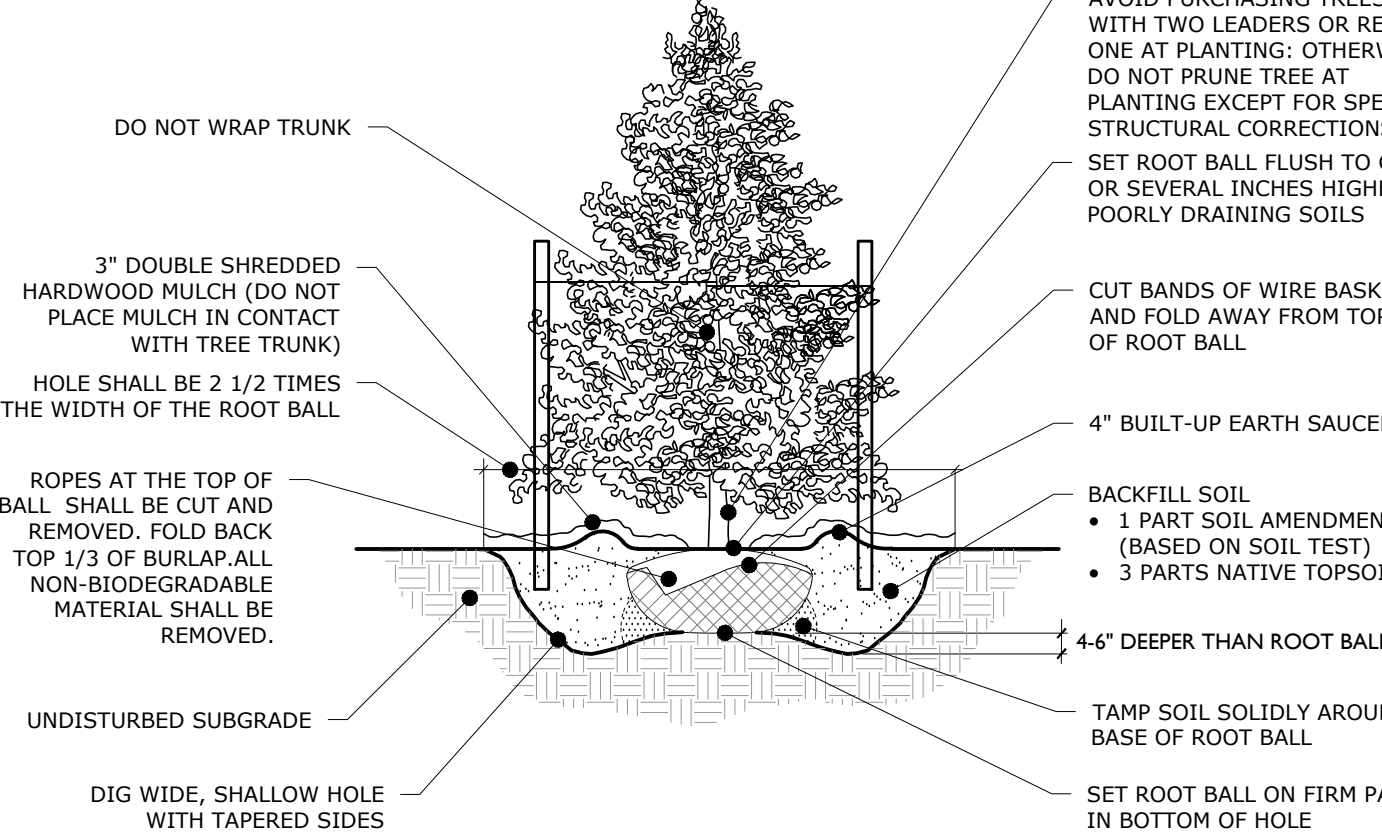 DO NOT WRAP TRUNK
3" DOUBLE SHREDDED
HARDWOOD MULCH (DO NOT
PLACE MULCH IN CONTACT
WITH TREE TRUNK)
HOLE SHALL BE 2 1/2 TIMES
THE WIDTH OF THE ROOT BALL
ROPES AT THE TOP OF
BALL SHALL BE CUT AND
REMOVED. FOLD BACK
TOP 1/3 OF BURLAP.ALL
NON-BIODEGRADABLE
MATERIAL SHALL BE
REMOVED.
UNDISTURBED SUBGRADE
DIG WIDE, SHALLOW HOLE
WITH TAPERED SIDES
AVOID PURCHASING TREES
WITH TWO LEADERS OR
ONE AT PLANTING:
DO NOT PRUNE TREE AT
PLANTING EXCEPT FOR
STRUCTURAL CORRECTIONS
SET ROOT BALL FLUSH TO
OR SEVERAL INCHES
POORLY DRAINING SOILS
CUT BANDS OF WIRE
AND FOLD AWAY FROM TOP
OF ROOT BALL
4" BUILT-UP EARTH
BACKFILL SOIL
• 1 PART SOIL
(BASED ON SOIL TEST)
• 3 PARTS NATIVE
4-6" DEEPER THAN ROOT BALL
TAMP SOIL SOLIDLY
BASE OF ROOT BALL
SET ROOT BALL ON FIRM
IN BOTTOM OF HOLE